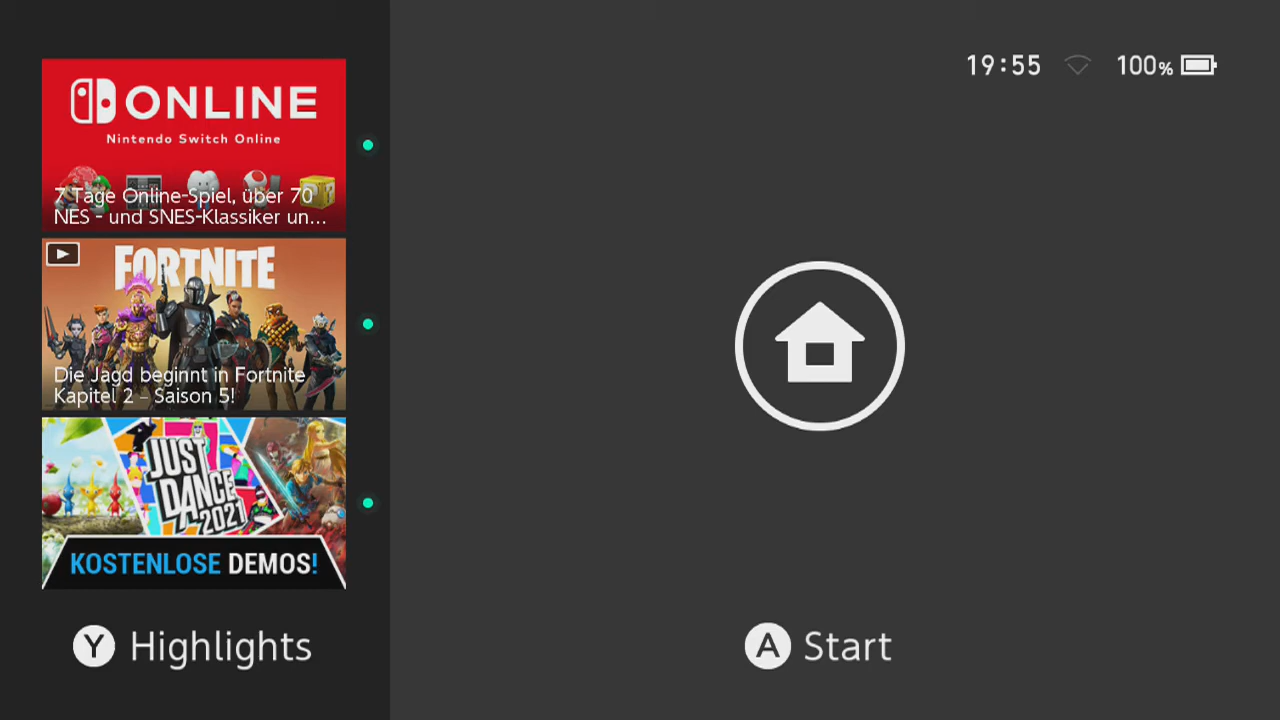 19:55 100%
ONLINE
Nintendo Switch Online
7 Tage Online-Spiel, über 70
NES - und SNES-Klassiker un...
FORTNITE
Die Jagd beginnt in Fortnite
Kapitel 2 - Saison 5!
JUST
DANCE
2021
KOSTENLOSE DEMOS!
Y Highlights
A Start